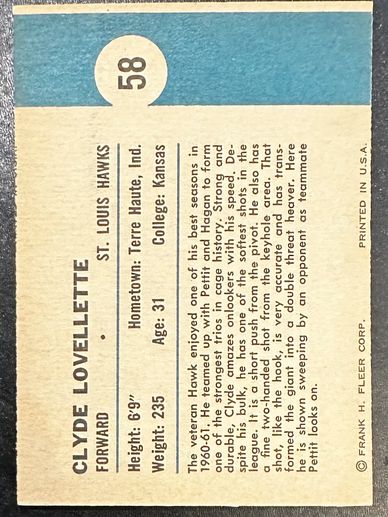 58
CLYDE LOVELLETTE
FORWARD • ST. LOUIS HAWKS
Height: 6'9" Hometown: Terre Haute, Ind.
Weight: 235 Age: 31 College: Kansas
The veteran Hawk enjoyed one of his best seasons in
1960-61. He teamed up with Pettit and Hagan to form
one of the strongest trios in cage history. Strong and
durable, Clyde amazes onlookers with his speed. De-
spite his bulk, he has one of the softest shots in the
league. It is a short push from the pivot. He also has
a fine two-handed shot from the keyhole area. That
shot, like the hook, is very accurate and has trans-
formed the giant into a double threat heaver. Here
he is shown sweeping by an opponent as teammate
Pettit looks on.
© FRANK H. FLEER CORP. PRINTED IN U.S.A.